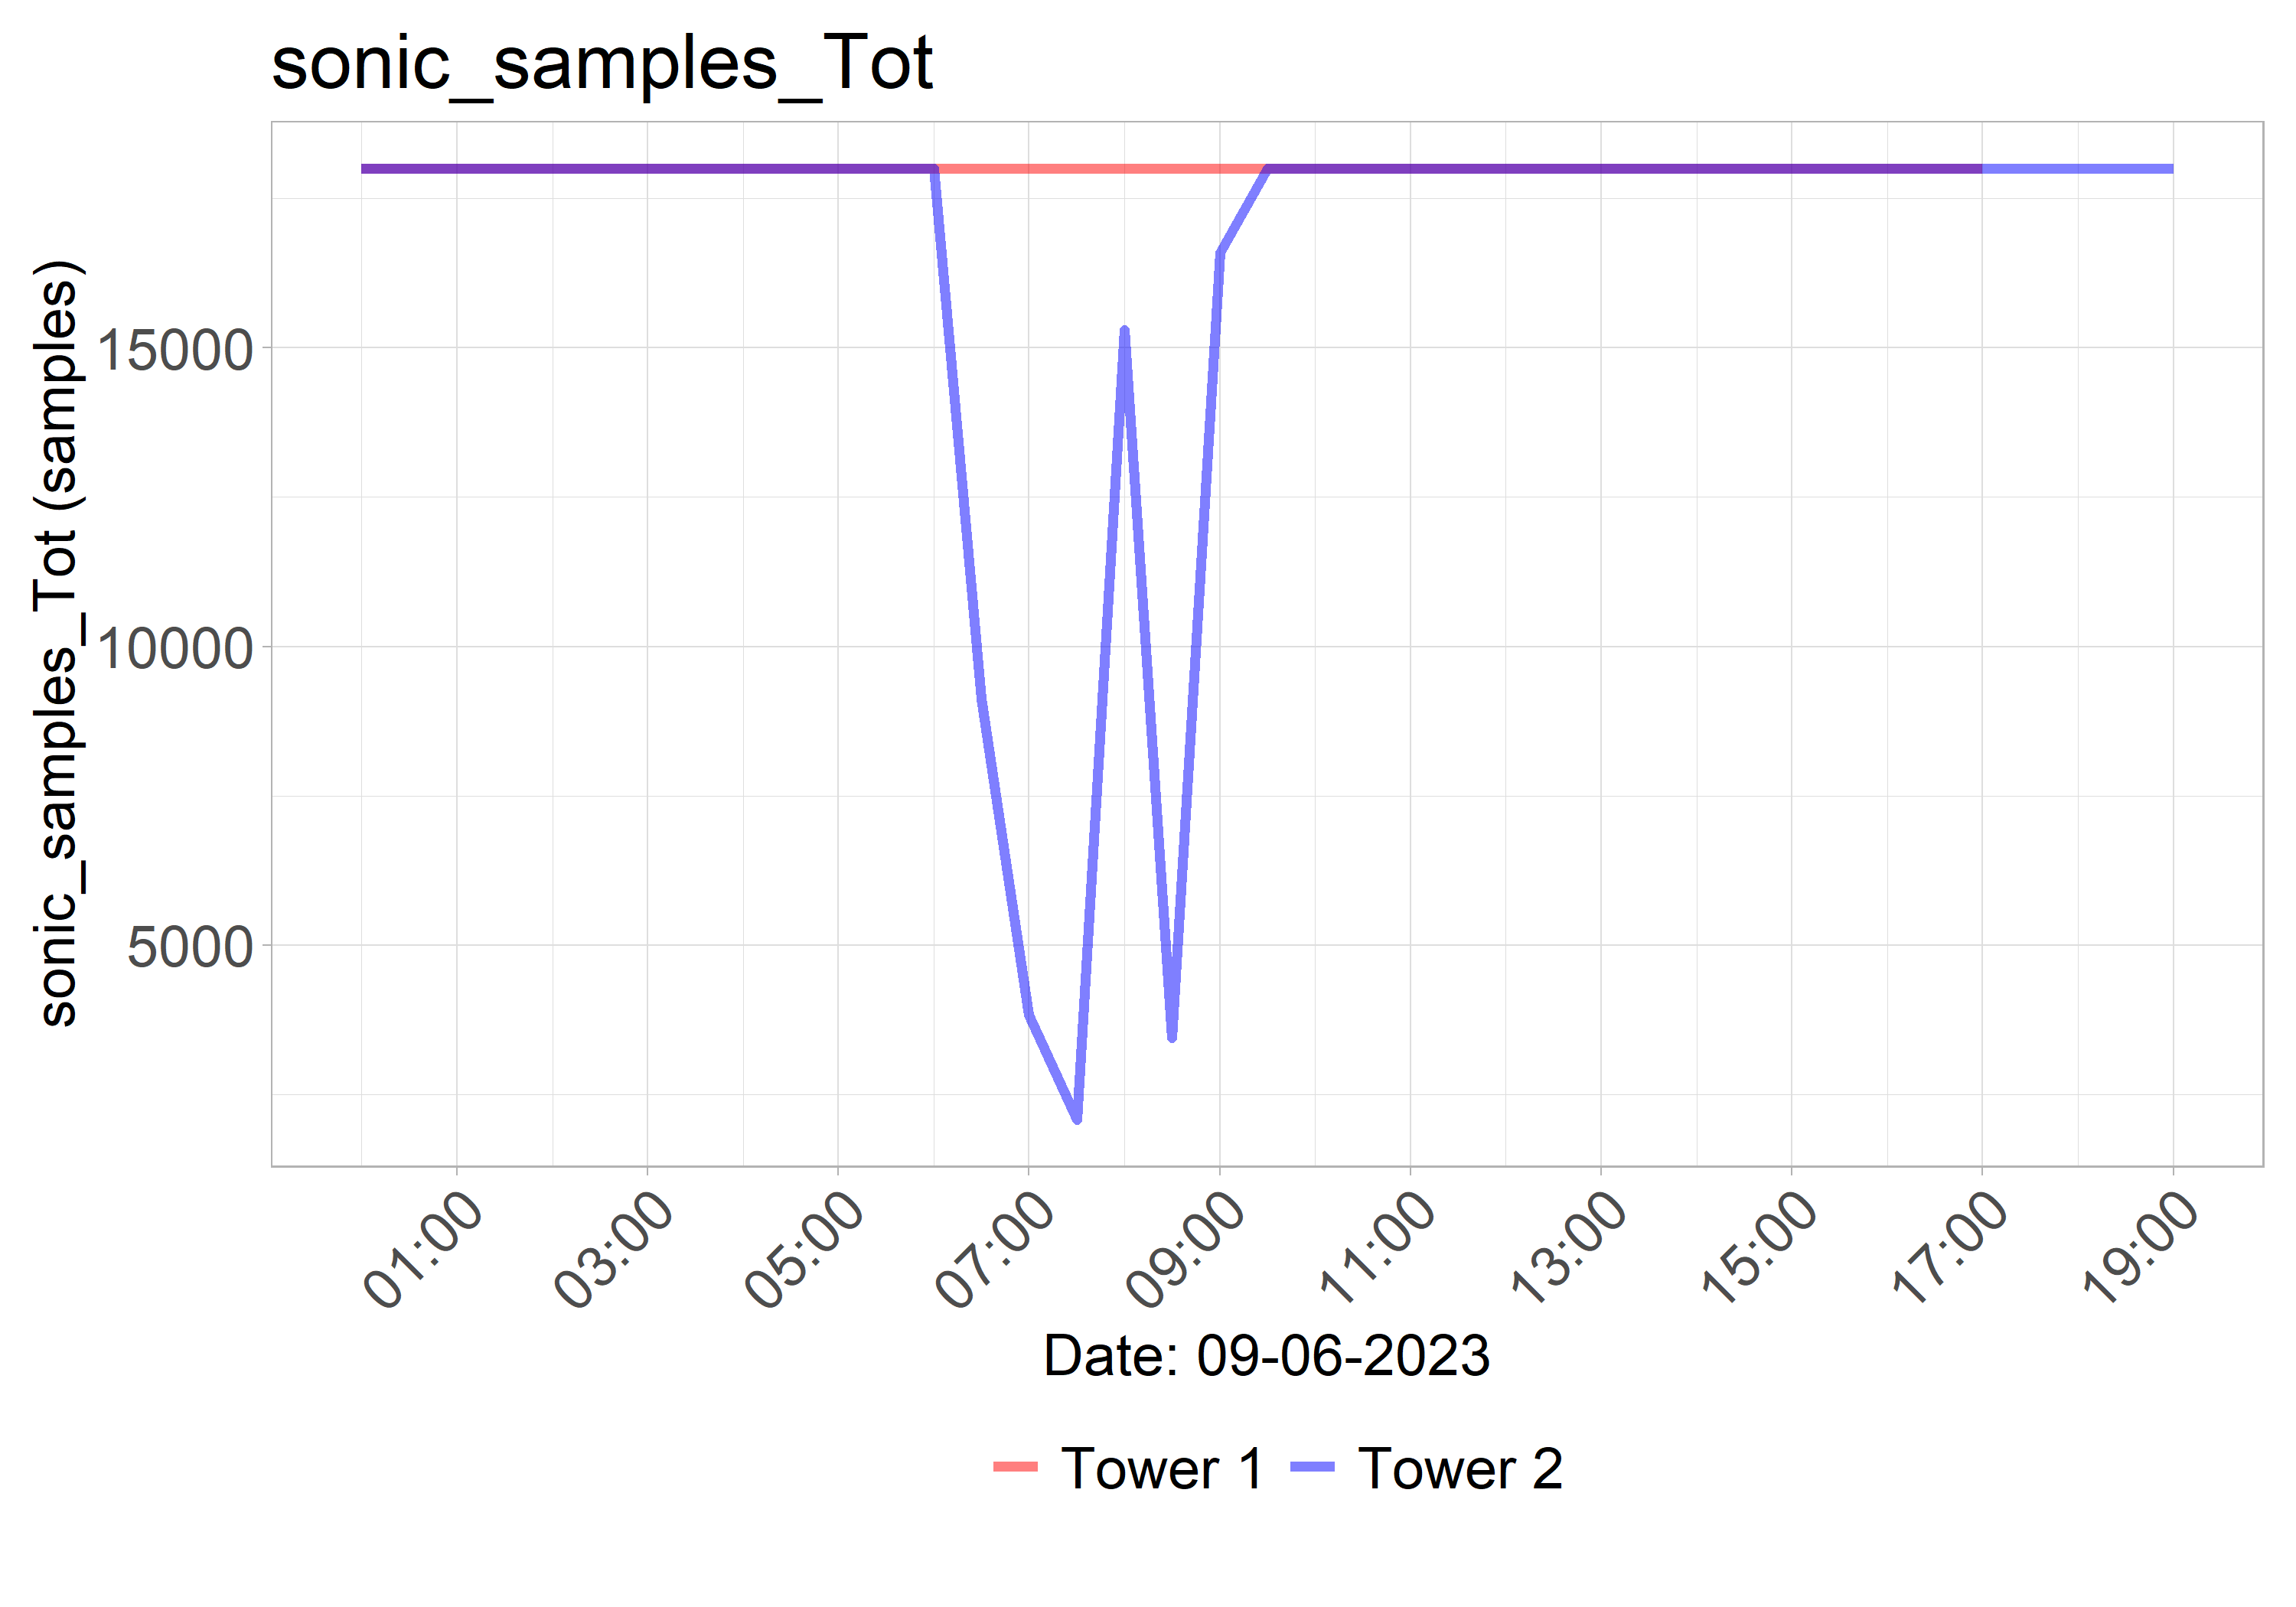 sonic_samples_Tot
sonic_samples_Tot (samples)
15000
10000
5000
01:00 03:00 05:00 07:00 09:00 11:00 13:00 15:00 17:00 19:00
Date: 09-06-2023
Tower 1 Tower 2